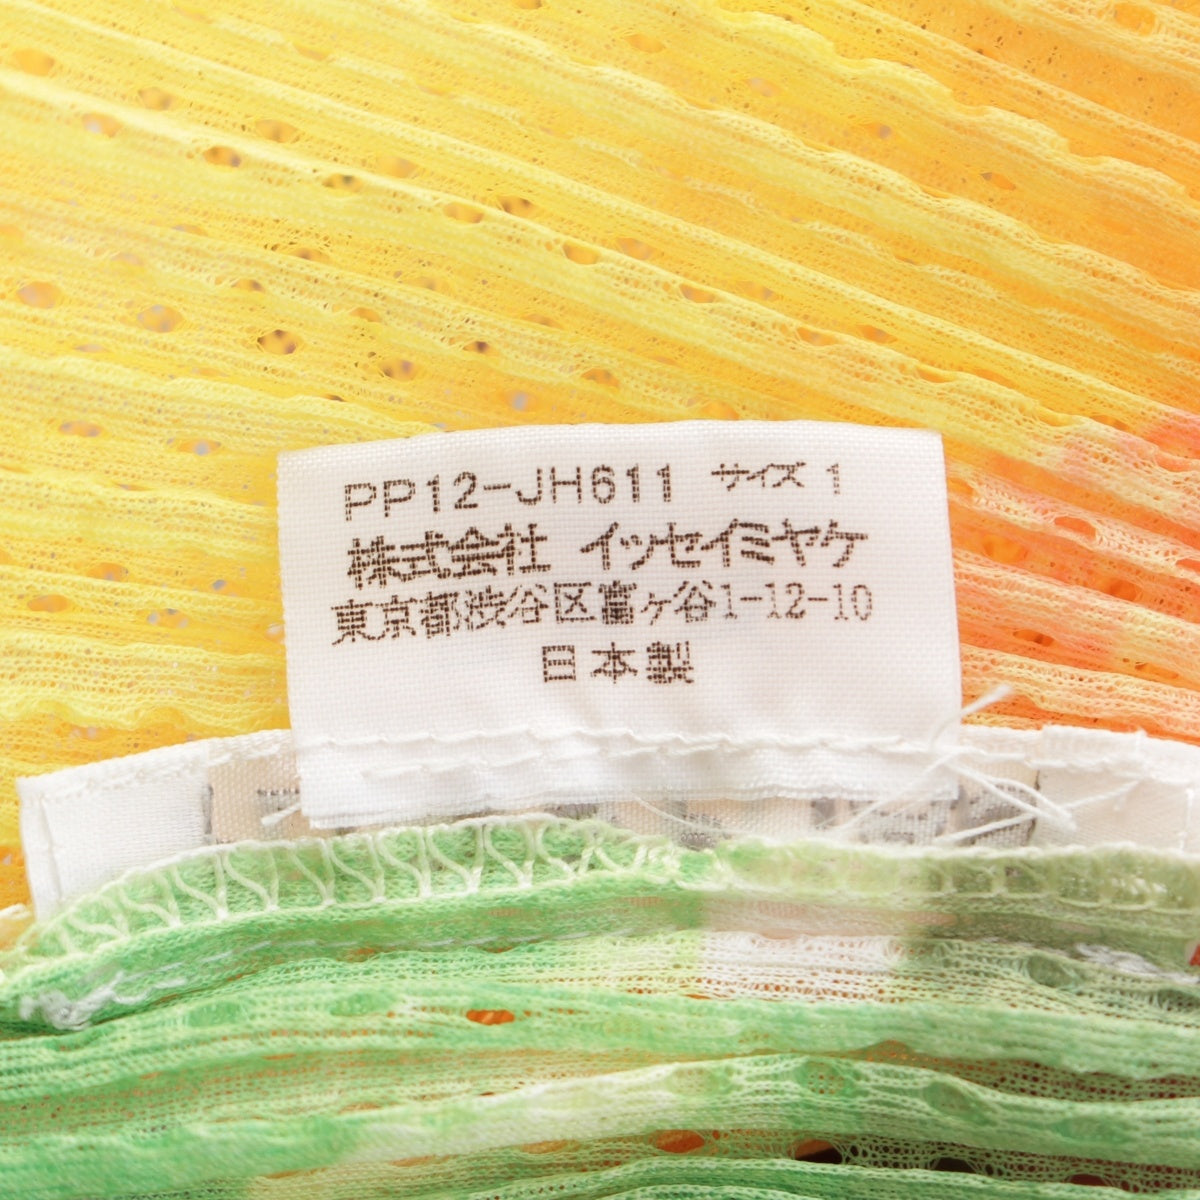 PP12-JH611 サイズ 1
株式会社 イッセイミヤケ
東京都渋谷区富ヶ谷1-12-10
日本製